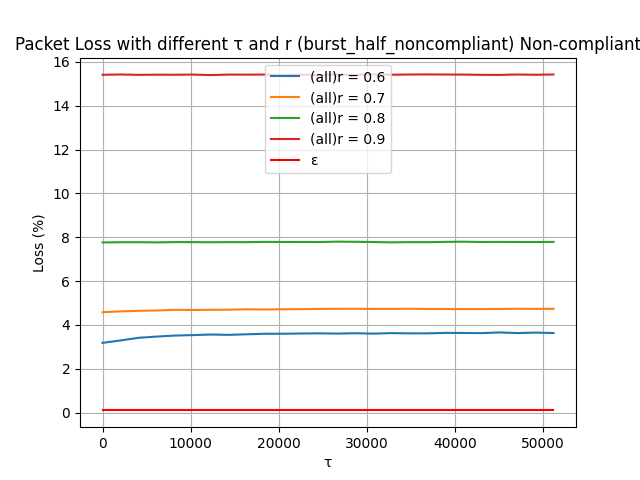 Packet Loss with different τ and r (burst_half_noncompliant) Non-compliant
16
14
12
10
8
6
4
2
0
Loss (%)
(all)r = 0.6
(all)r = 0.7
(all)r = 0.8
(all)r = 0.9
ε
0
10000
20000
30000
40000
50000
τ